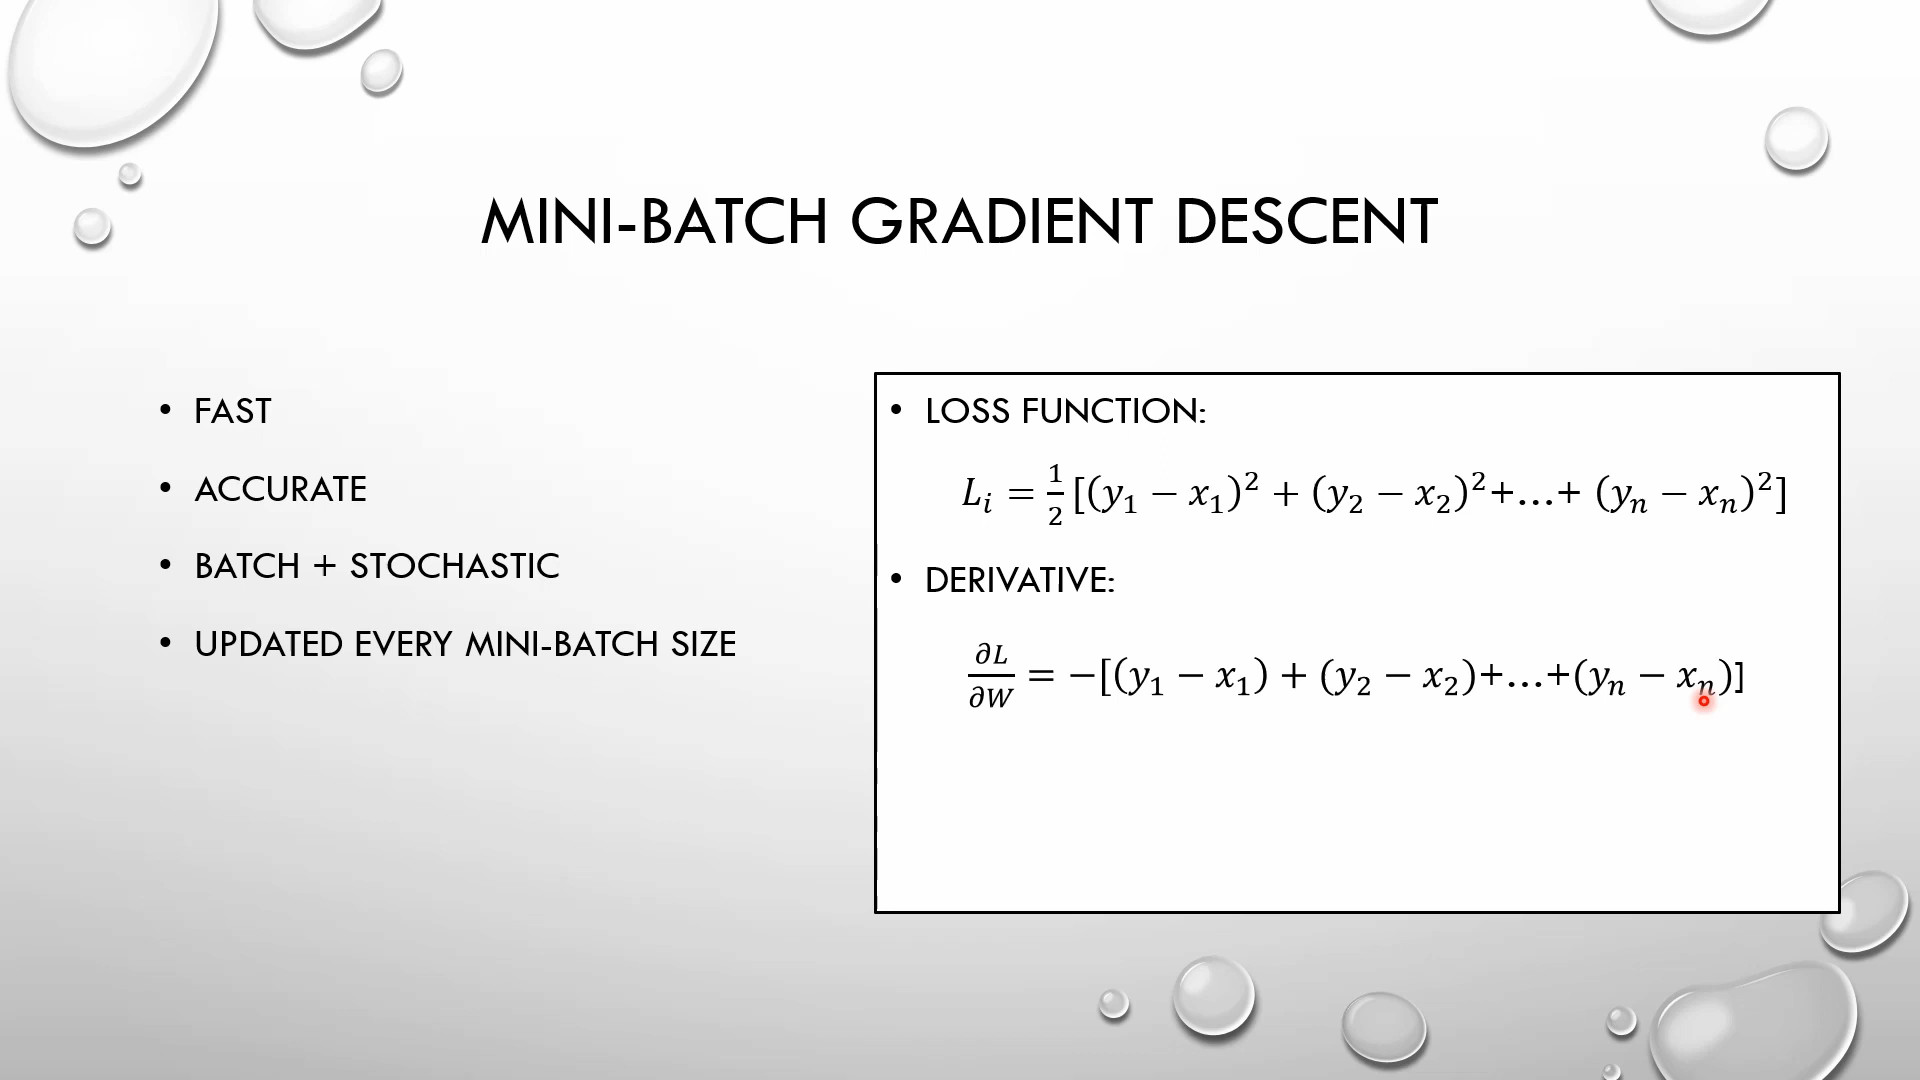 MINI-BATCH GRADIENT DESCENT
• FAST
• ACCURATE
• BATCH + STOCHASTIC
• UPDATED EVERY MINI-BATCH SIZE
• LOSS FUNCTION:
L_i = 1/2 [(y_1 − x_1)^2 + (y_2 − x_2)^2+…+ (y_n − x_n)^2]
• DERIVATIVE:
∂L/∂W = −[(y_1 − x_1) + (y_2 − x_2)+…+(y_n − x_n)]